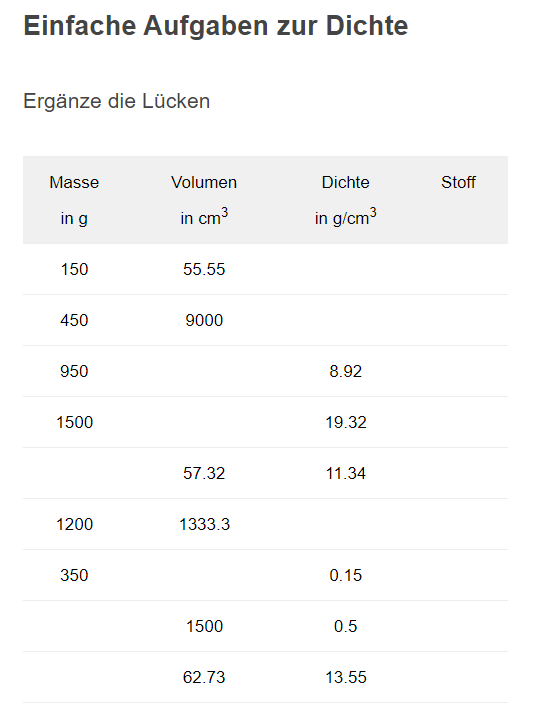 Einfache Aufgaben zur Dichte
Ergänze die Lücken
Masse Volumen Dichte Stoff
in g in cm³ in g/cm³
150 55.55
450 9000
950 8.92
1500 19.32
57.32 11.34
1200 1333.3
350 0.15
1500 0.5
62.73 13.55